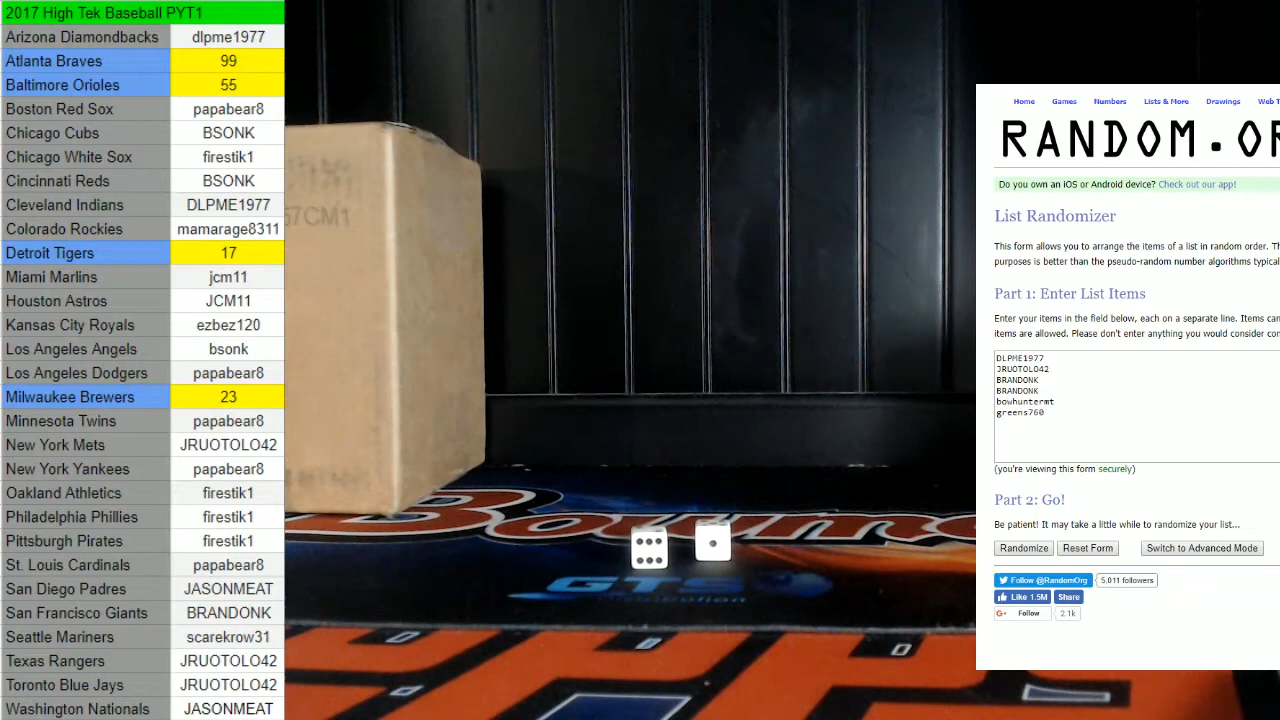 2017 High Tek Baseball PYT1
Arizona Diamondbacks dlpme1977
Atlanta Braves 99
Baltimore Orioles 55
Boston Red Sox papabear8
Chicago Cubs BSONK
Chicago White Sox firestik1
Cincinnati Reds BSONK
Cleveland Indians DLPME1977
Colorado Rockies mamarage8311
Detroit Tigers 17
Miami Marlins jcm11
Houston Astros JCM11
Kansas City Royals ezbez120
Los Angeles Angels bsonk
Los Angeles Dodgers papabear8
Milwaukee Brewers 23
Minnesota Twins papabear8
New York Mets JRUOTOLO42
New York Yankees papabear8
Oakland Athletics firestik1
Philadelphia Phillies firestik1
Pittsburgh Pirates firestik1
St. Louis Cardinals papabear8
San Diego Padres JASONMEAT
San Francisco Giants BRANDONK
Seattle Mariners scarekrow31
Texas Rangers JRUOTOLO42
Toronto Blue Jays JRUOTOLO42
Washington Nationals JASONMEAT
57CM1
GTS
Home Games Numbers Lists & More Drawings Web T
RANDOM.OR
Do you own an iOS or Android device? Check out our app!
List Randomizer
This form allows you to arrange the items of a list in random order. T
purposes is better than the pseudo-random number algorithms typical
Part 1: Enter List Items
Enter your items in the field below, each on a separate line. Items can
items are allowed. Please don't enter anything you would consider con
DLPME1977
JRUOTOLO42
BRANDONK
BRANDONK
bowhuntermt
greens760
(you're viewing this form securely)
Part 2: Go!
Be patient! It may take a little while to randomize your list...
Randomize Reset Form Switch to Advanced Mode
Follow @RandomOrg 5,011 followers
Like 1.5M Share
G+ Follow 2.1k